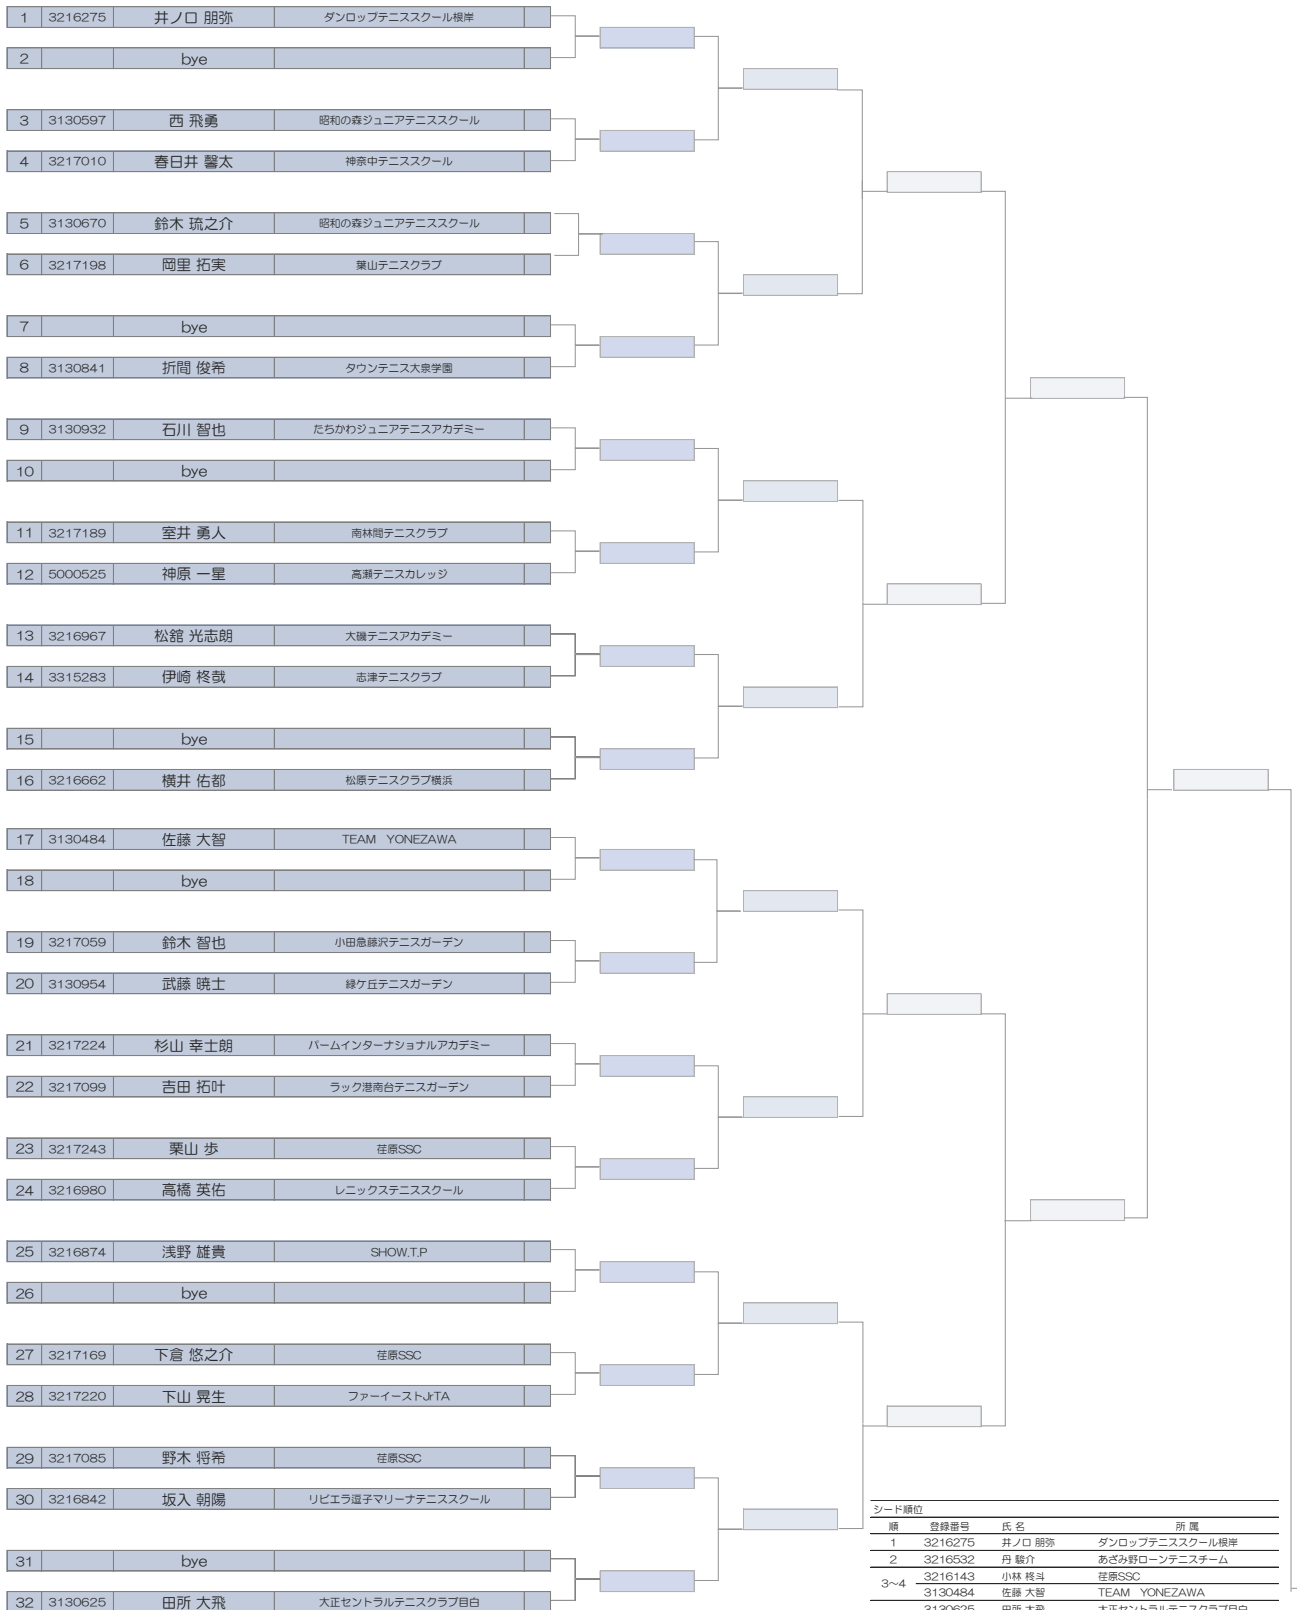 1 3216275 井ノ口 朋弥 ダンロップテニススクール根岸
2 bye
3 3130597 西 飛勇 昭和の森ジュニアテニススクール
4 3217010 春日井 馨太 神奈中テニススクール
5 3130670 鈴木 琉之介 昭和の森ジュニアテニススクール
6 3217198 岡里 拓実 葉山テニスクラブ
7 bye
8 3130841 折間 俊希 タウンテニス大泉学園
9 3130932 石川 智也 たちかわジュニアテニスアカデミー
10 bye
11 3217189 室井 勇人 南林間テニスクラブ
12 5000525 神原 一星 高瀬テニスカレッジ
13 3216967 松舘 光志朗 大磯テニスアカデミー
14 3315283 伊崎 柊哉 志津テニスクラブ
15 bye
16 3216662 横井 佑都 松原テニスクラブ横浜
17 3130484 佐藤 大智 TEAM　YONEZAWA
18 bye
19 3217059 鈴木 智也 小田急藤沢テニスガーデン
20 3130954 武藤 暁士 緑ケ丘テニスガーデン
21 3217224 杉山 幸士朗 パームインターナショナルアカデミー
22 3217099 吉田 拓叶 ラック港南台テニスガーデン
23 3217243 栗山 歩 荏原SSC
24 3216980 高橋 英佑 レニックステニススクール
25 3216874 浅野 雄貴 SHOW.T.P
26 bye
27 3217169 下倉 悠之介 荏原SSC
28 3217220 下山 晃生 ファーイーストJrTA
29 3217085 野木 将希 荏原SSC
30 3216842 坂入 朝陽 リビエラ逗子マリーナテニススクール
31 bye
32 3130625 田所 大飛 大正セントラルテニスクラブ目白
シード順位
順 登録番号 氏 名 所 属
1 3216275 井ノ口 朋弥 ダンロップテニススクール根岸
2 3216532 丹 駿介 あざみ野ローンテニスチーム
3～4 3216143 小林 柊斗 荏原SSC
3130484 佐藤 大智 TEAM　YONEZAWA
3130625 田所 大飛 大正セントラルテニスクラブ目白